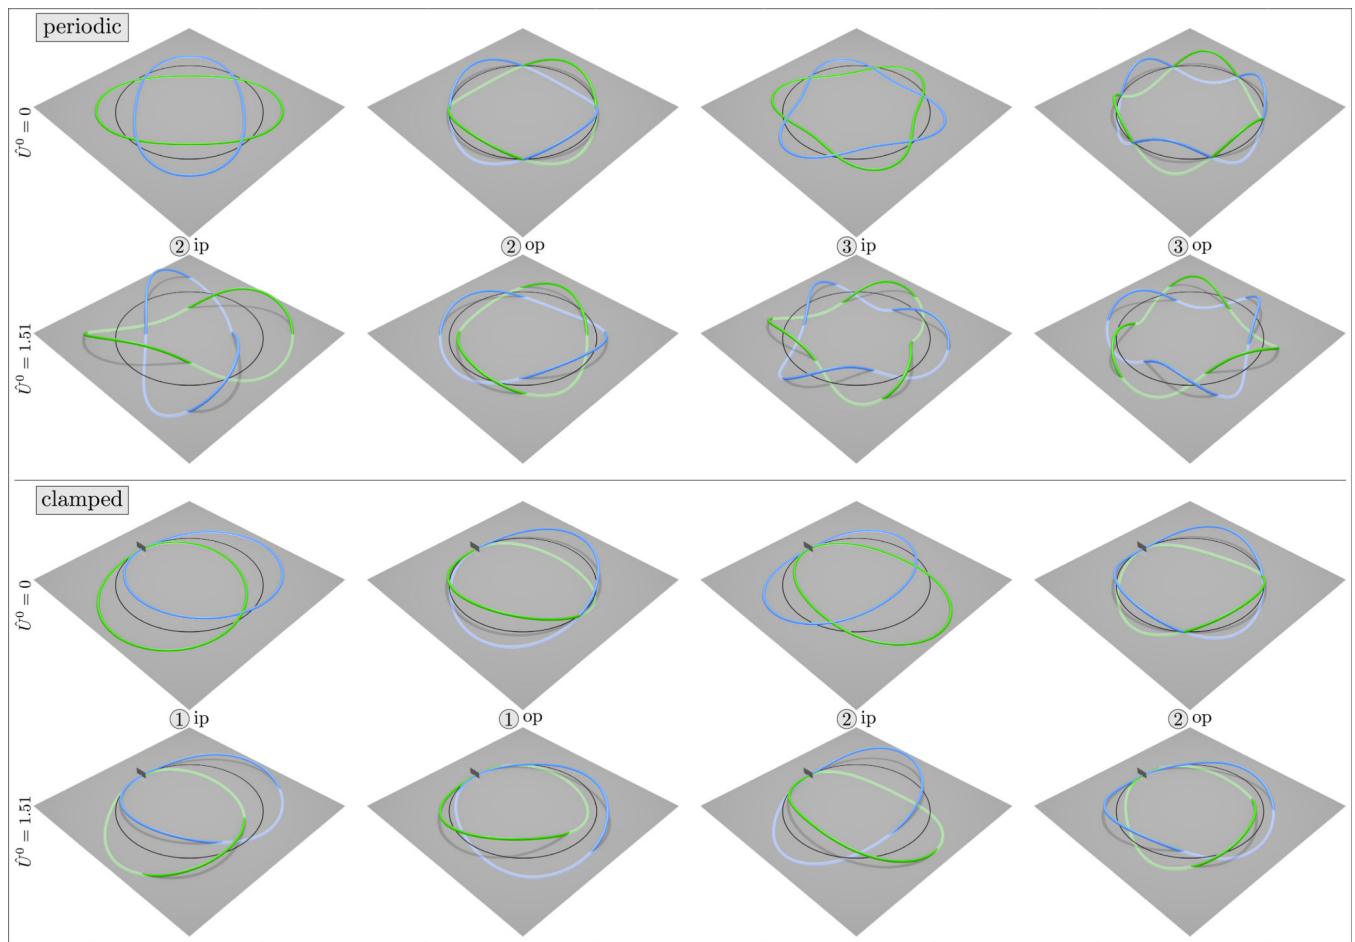 periodic
Û⁰ = 0
② ip ② op ③ ip ③ op
Û⁰ = 1.51
clamped
Û⁰ = 0
① ip ① op ② ip ② op
Û⁰ = 1.51